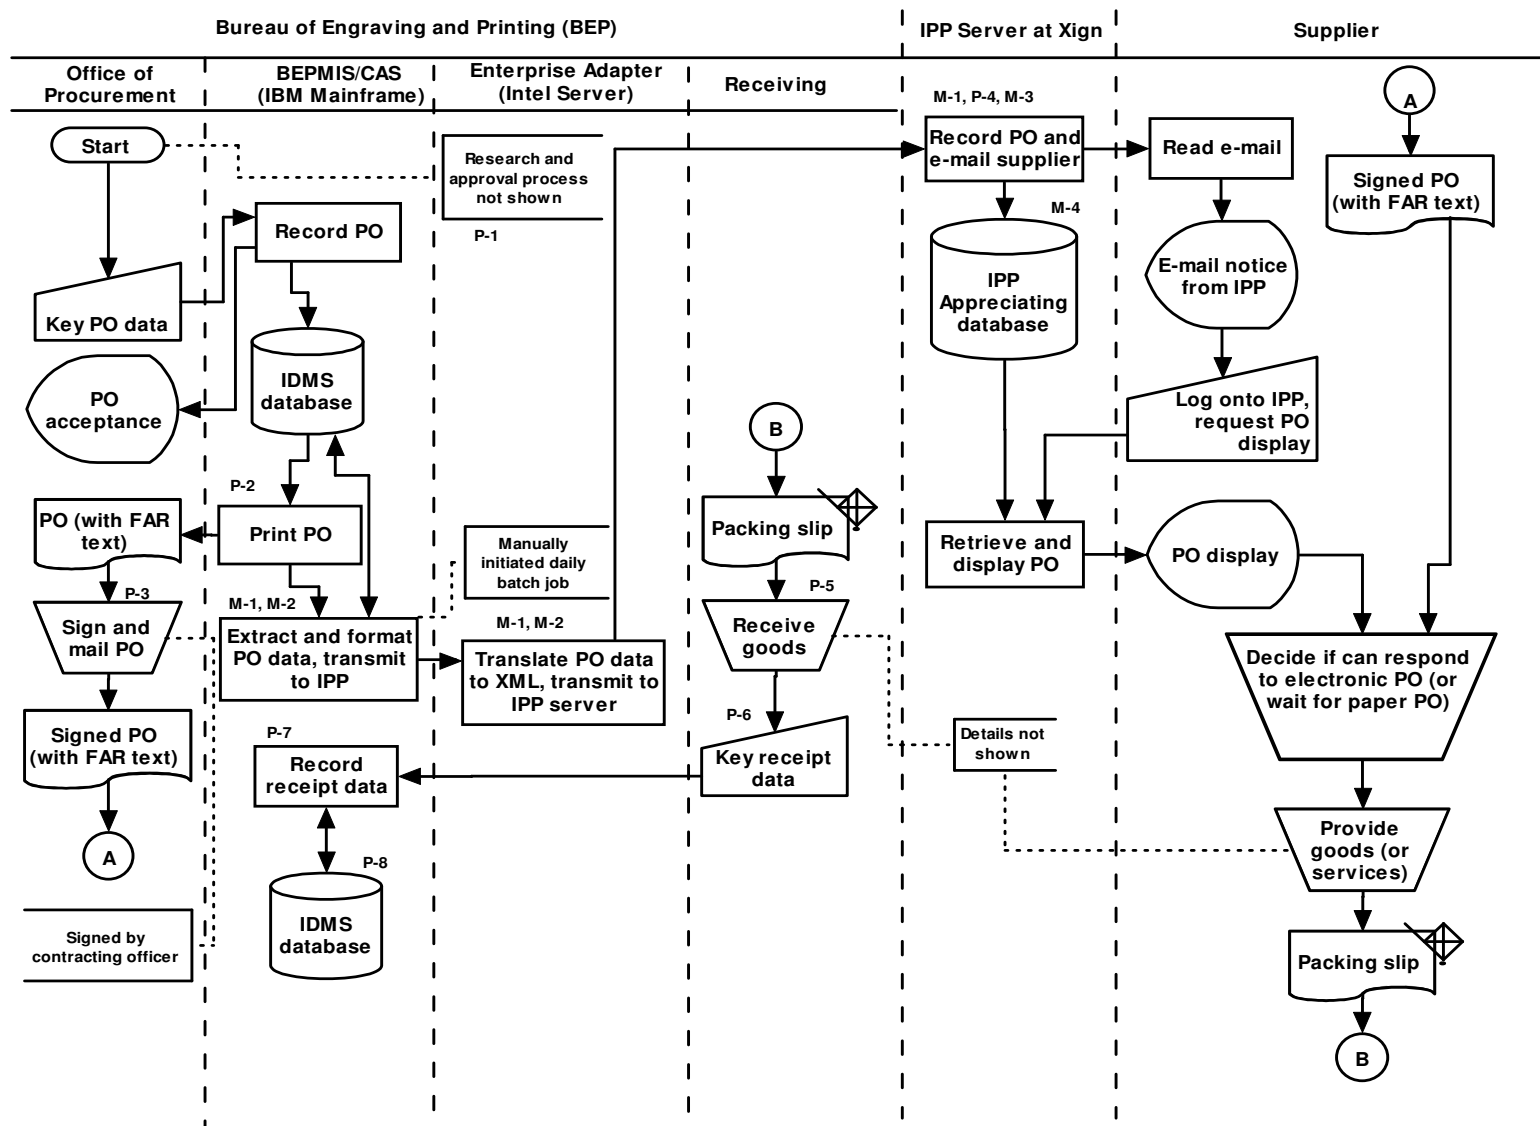 Bureau of Engraving and Printing (BEP)
IPP Server at Xign
Supplier
Office of
Procurement
BEPMIS/CAS
(IBM Mainframe)
Enterprise Adapter
(Intel Server)
Receiving
Start
Key PO data
PO
acceptance
PO (with FAR
text)
P-3
Sign and
mail PO
Signed PO
(with FAR text)
A
Signed by
contracting officer
Record PO
IDMS
database
P-2
Print PO
M-1, M-2
Extract and format
PO data, transmit
to IPP
P-7
Record
receipt data
P-8
IDMS
database
Research and
approval process
not shown
P-1
Manually
initiated daily
batch job
M-1, M-2
Translate PO data
to XML, transmit to
IPP server
B
Packing slip
P-5
Receive
goods
P-6
Key receipt
data
M-1, P-4, M-3
Record PO and
e-mail supplier
M-4
IPP
Appreciating
database
Retrieve and
display PO
Details not
shown
Read e-mail
E-mail notice
from IPP
Log onto IPP,
request PO
display
PO display
A
Signed PO
(with FAR text)
Decide if can respond
to electronic PO (or
wait for paper PO)
Provide
goods (or
services)
Packing slip
B